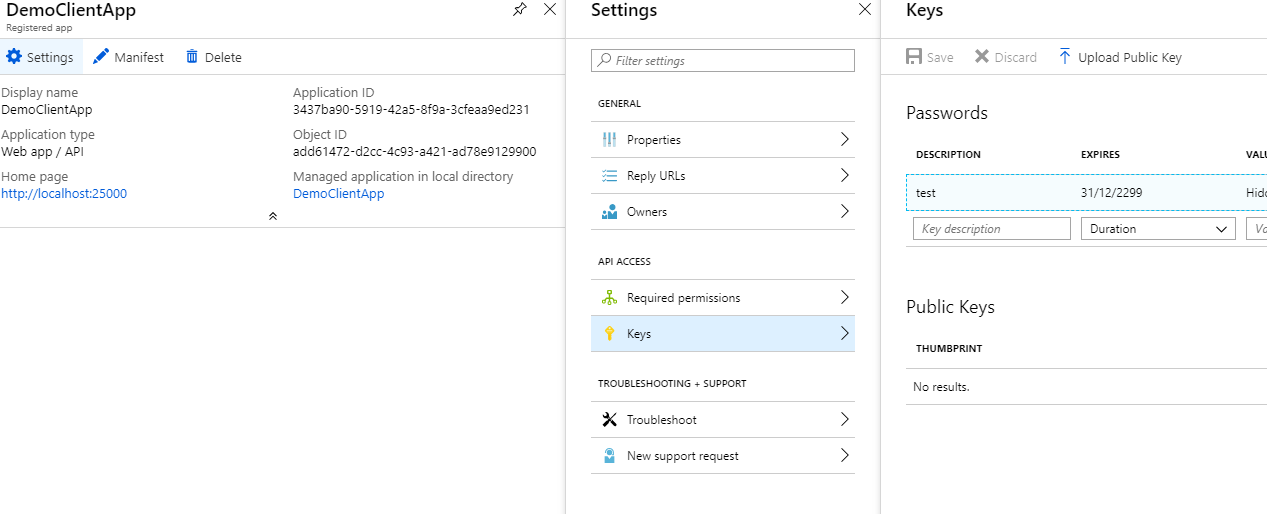 DemoClientApp
Registered app
Settings
Manifest
Delete
Display name
DemoClientApp
Application type
Web app / API
Home page
http://localhost:25000
Application ID
3437ba90-5919-42a5-8f9a-3cfeaa9ed231
Object ID
add61472-d2cc-4c93-a421-ad78e9129900
Managed application in local directory
DemoClientApp
Settings
Filter settings
GENERAL
Properties
Reply URLs
Owners
API ACCESS
Required permissions
Keys
TROUBLESHOOTING + SUPPORT
Troubleshoot
New support request
Keys
Save
Discard
Upload Public Key
Passwords
DESCRIPTION EXPIRES VALU
test 31/12/2299 Hidd
Key description Duration Va
Public Keys
THUMBPRINT
No results.